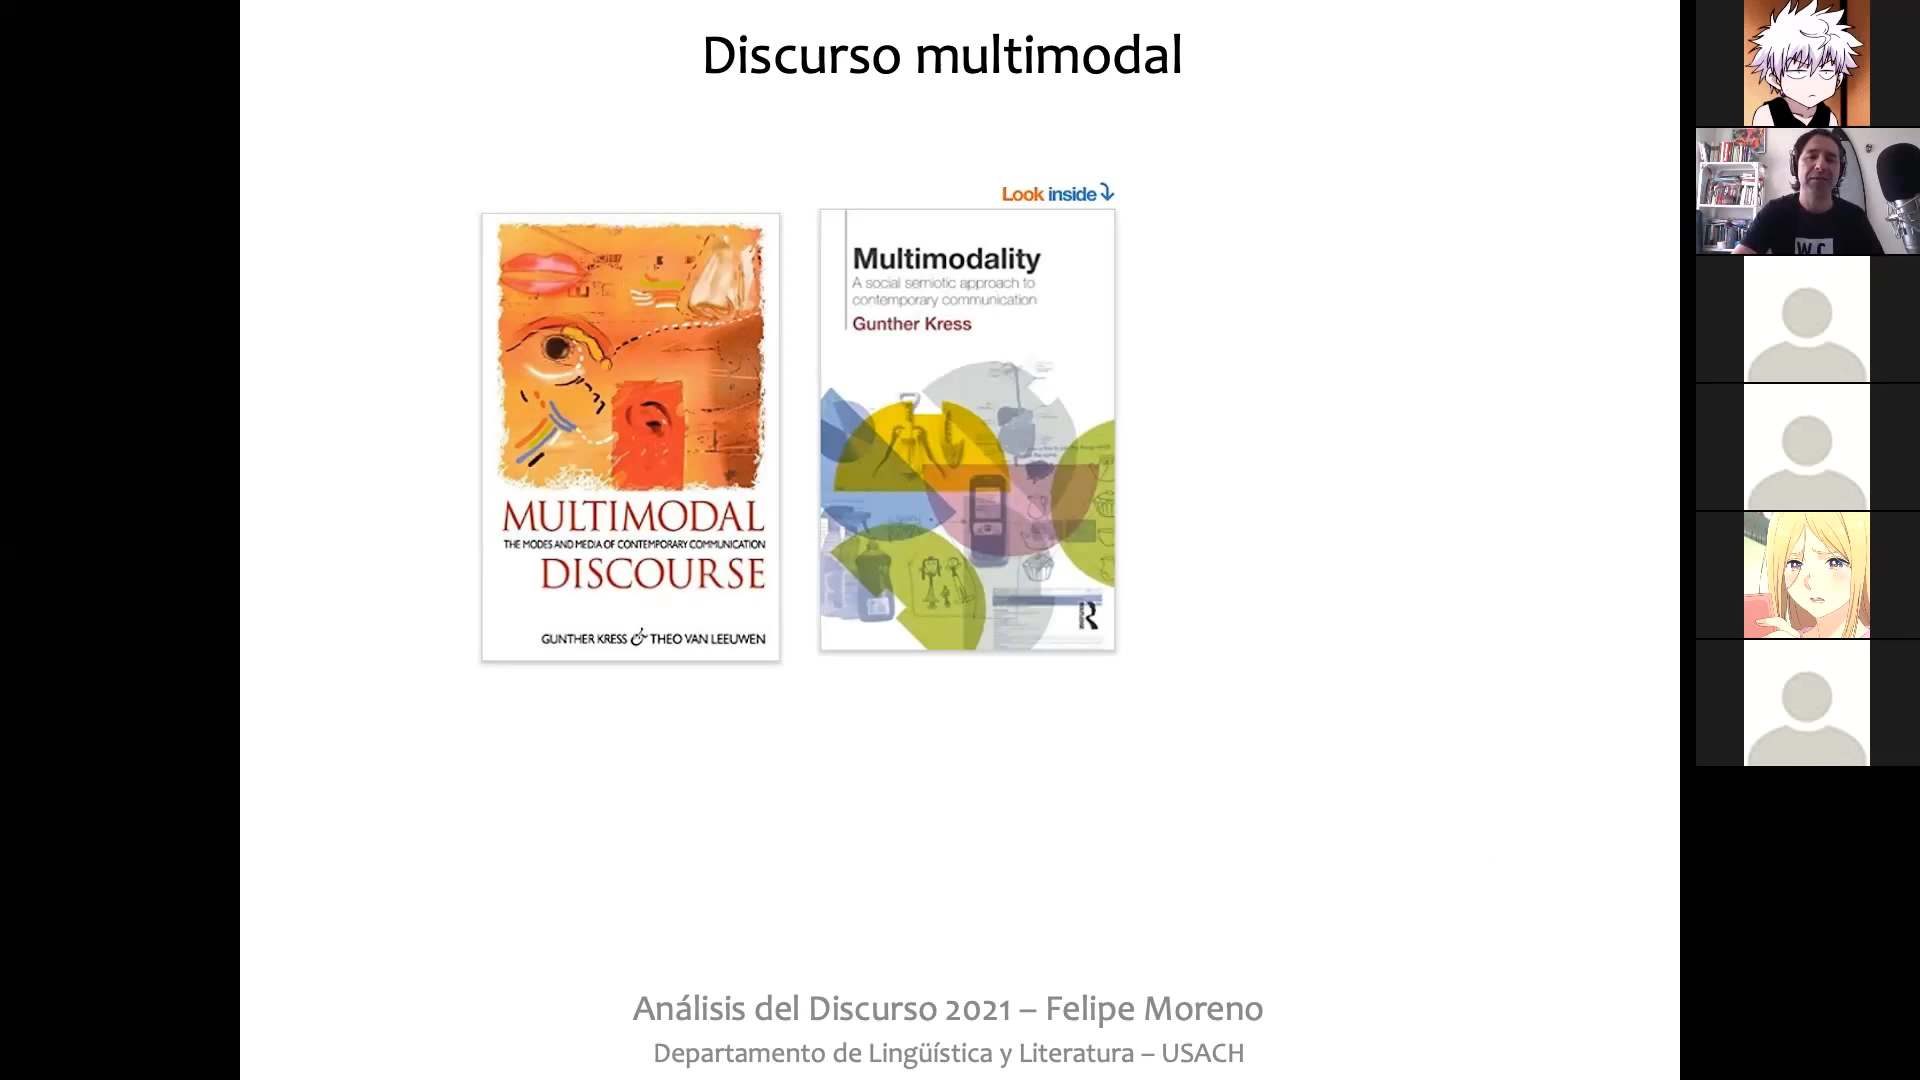 Discurso multimodal
Look inside
MULTIMODAL
THE MODES AND MEDIA OF CONTEMPORARY COMMUNICATION
DISCOURSE
GUNTHER KRESS & THEO VAN LEEUWEN
Multimodality
A social semiotic approach to
contemporary communication
Gunther Kress
Análisis del Discurso 2021 – Felipe Moreno
Departamento de Lingüística y Literatura – USACH